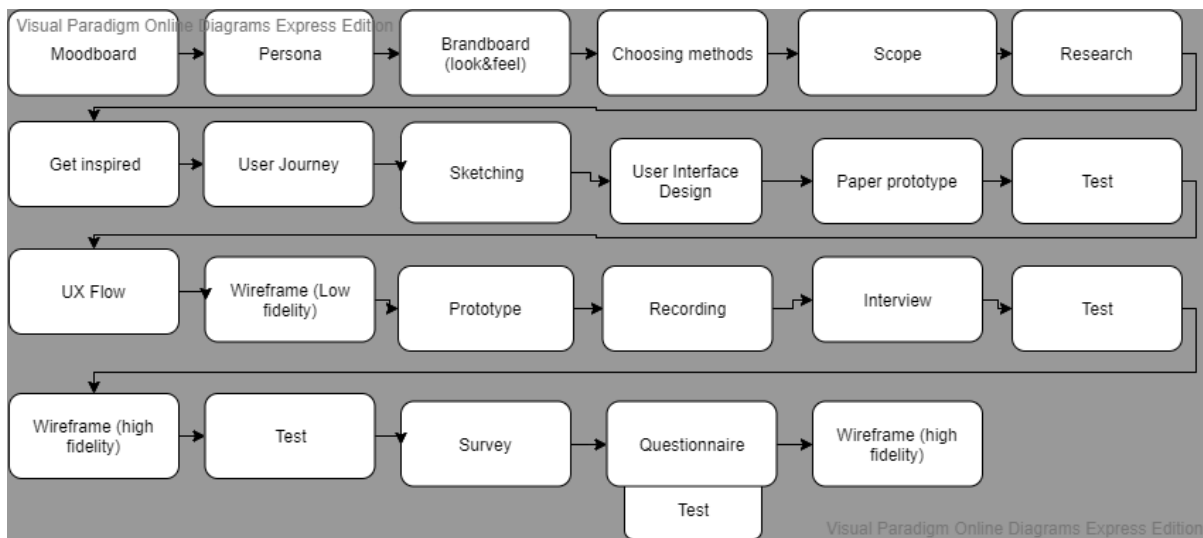 Visual Paradigm Online Diagrams Express Edition
Moodboard
Persona
Brandboard
(look&feel)
Choosing methods
Scope
Research
Get inspired
User Journey
Sketching
User Interface
Design
Paper prototype
Test
UX Flow
Wireframe (Low
fidelity)
Prototype
Recording
Interview
Test
Wireframe (high
fidelity)
Test
Survey
Questionnaire
Wireframe (high
fidelity)
Test
Visual Paradigm Online Diagrams Express Edition